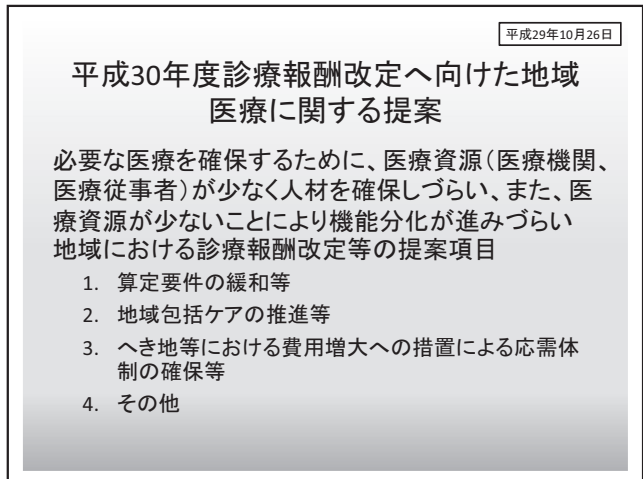 平成29年10月26日
平成30年度診療報酬改定へ向けた地域
医療に関する提案
必要な医療を確保するために、医療資源(医療機関、
医療従事者)が少なく人材を確保しづらい、また、医
療資源が少ないことにより機能分化が進みづらい
地域における診療報酬改定等の提案項目
1. 算定要件の緩和等
2. 地域包括ケアの推進等
3. へき地等における費用増大への措置による応需体
制の確保等
4. その他